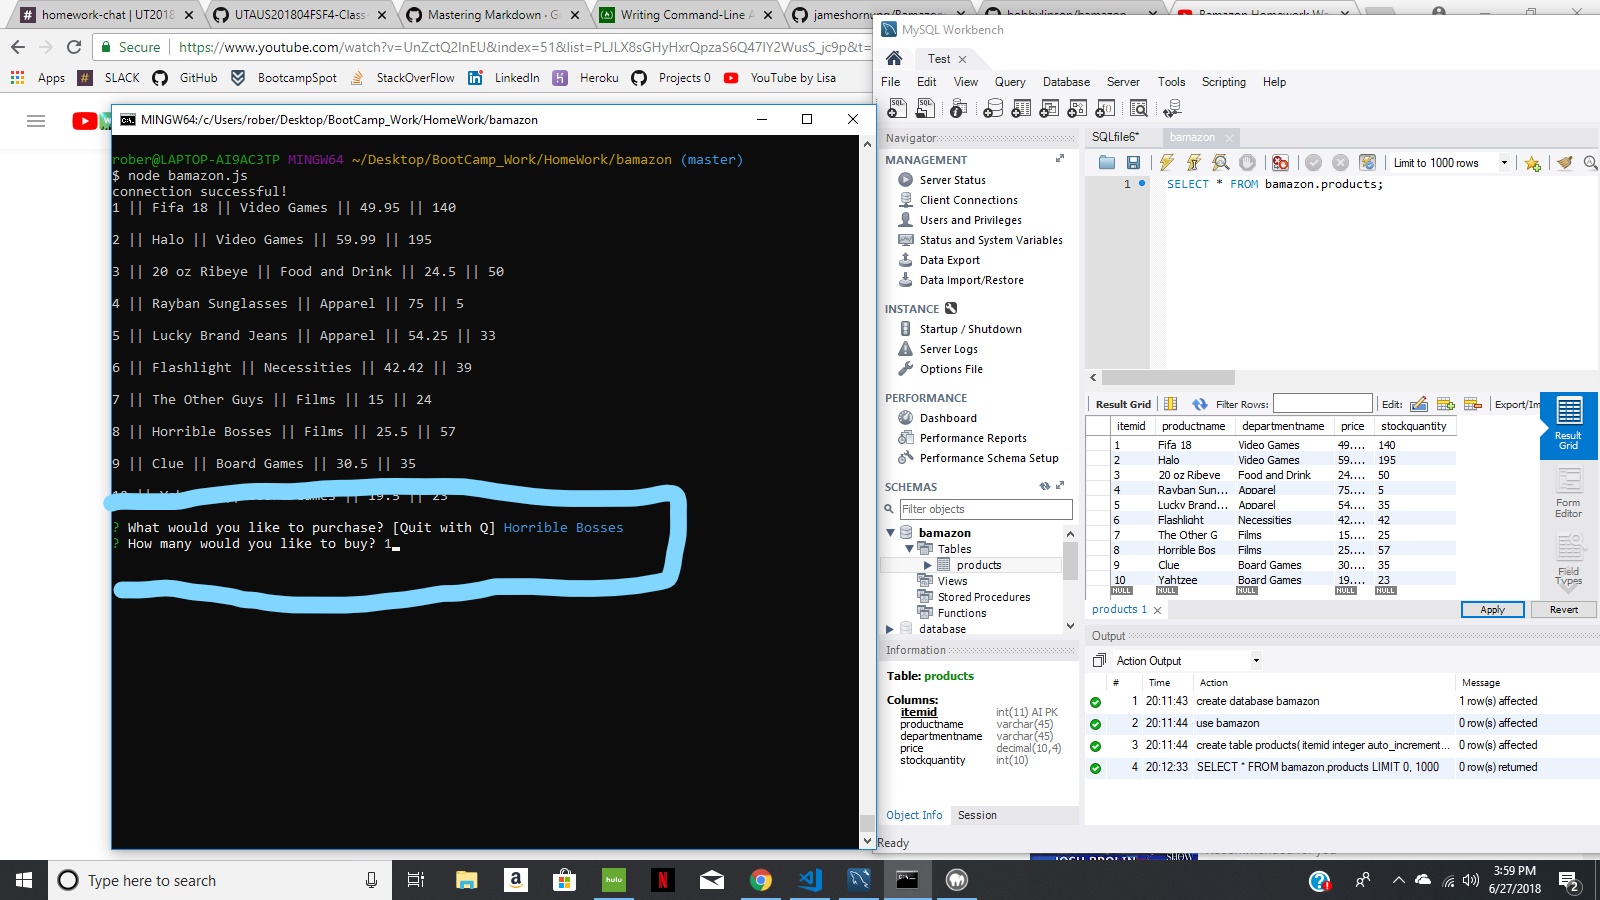 homework-chat | UT2018
UTAUS201804FSF4-Class-
Mastering Markdown · Gi
Writing Command-Line A
Secure
https://www.youtube.com/watch?v=UnZctQ2InEU&index=51&list=PLJLX8sGHyHxrQpzaS6Q47IY2WusS_jc9p&t=
Apps
SLACK
GitHub
BootcampSpot
StackOverFlow
LinkedIn
Heroku
Projects 0
YouTube by Lisa
MINGW64:/c/Users/rober/Desktop/BootCamp_Work/HomeWork/bamazon
rober@LAPTOP-AI9AC3TP MINGW64 ~/Desktop/BootCamp_Work/HomeWork/bamazon (master)
$ node bamazon.js
connection successful!
1 || Fifa 18 || Video Games || 49.95 || 140
2 || Halo || Video Games || 59.99 || 195
3 || 20 oz Ribeye || Food and Drink || 24.5 || 50
4 || Rayban Sunglasses || Apparel || 75 || 5
5 || Lucky Brand Jeans || Apparel || 54.25 || 33
6 || Flashlight || Necessities || 42.42 || 39
7 || The Other Guys || Films || 15 || 24
8 || Horrible Bosses || Films || 25.5 || 57
9 || Clue || Board Games || 30.5 || 35
|| 19.5 || 23
? What would you like to purchase? [Quit with Q] Horrible Bosses
? How many would you like to buy? 1
MySQL Workbench
Test
File Edit View Query Database Server Tools Scripting Help
Navigator
MANAGEMENT
Server Status
Client Connections
Users and Privileges
Status and System Variables
Data Export
Data Import/Restore
INSTANCE
Startup / Shutdown
Server Logs
Options File
PERFORMANCE
Dashboard
Performance Reports
Performance Schema Setup
SCHEMAS
Filter objects
bamazon
Tables
products
Views
Stored Procedures
Functions
database
Information
Table: products
Columns:
itemid int(11) AI PK
productname varchar(45)
departmentname varchar(45)
price decimal(10,4)
stockquantity int(10)
Object Info
Session
Ready
SQLfile6*
bamazon
Limit to 1000 rows
1 SELECT * FROM bamazon.products;
Result Grid
Filter Rows:
Edit:
Export/Im
itemid productname departmentname price stockquantity
1 Fifa 18 Video Games 49.... 140
2 Halo Video Games 59.... 195
3 20 oz Ribeye Food and Drink 24.... 50
4 Rayban Sun... Apparel 75.... 5
5 Lucky Brand... Apparel 54.... 35
6 Flashlight Necessities 42.... 42
7 The Other G Films 15.... 25
8 Horrible Bos Films 25.... 57
9 Clue Board Games 30.... 35
10 Yahtzee Board Games 19.... 23
NULL NULL NULL NULL NULL
Result Grid
Form Editor
Field Types
products 1
Apply
Revert
Output
Action Output
# Time Action Message
1 20:11:43 create database bamazon 1 row(s) affected
2 20:11:44 use bamazon 0 row(s) affected
3 20:11:44 create table products( itemid integer auto_increment... 0 row(s) affected
4 20:12:33 SELECT * FROM bamazon.products LIMIT 0, 1000 0 row(s) returned
Type here to search
hulu
3:59 PM
6/27/2018
2